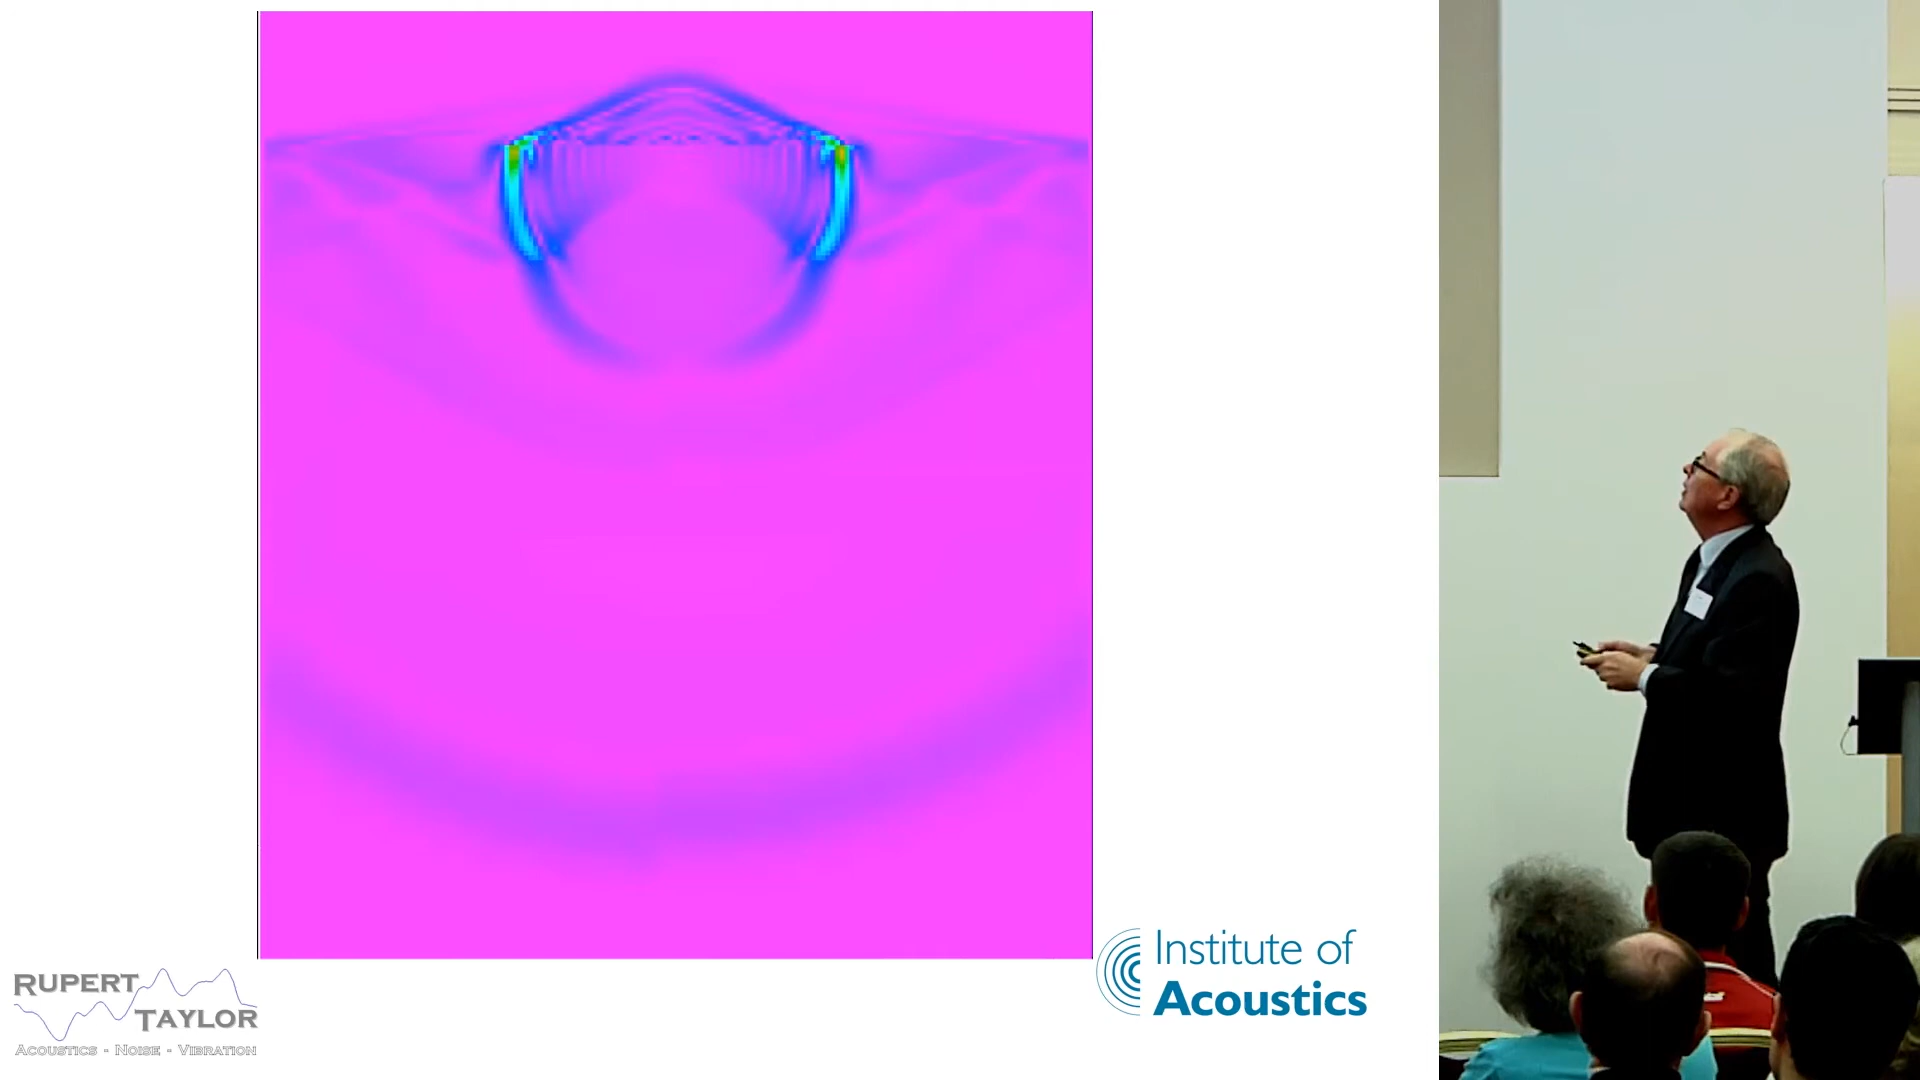 RUPERT
TAYLOR
ACOUSTICS - NOISE - VIBRATION
Institute of
Acoustics